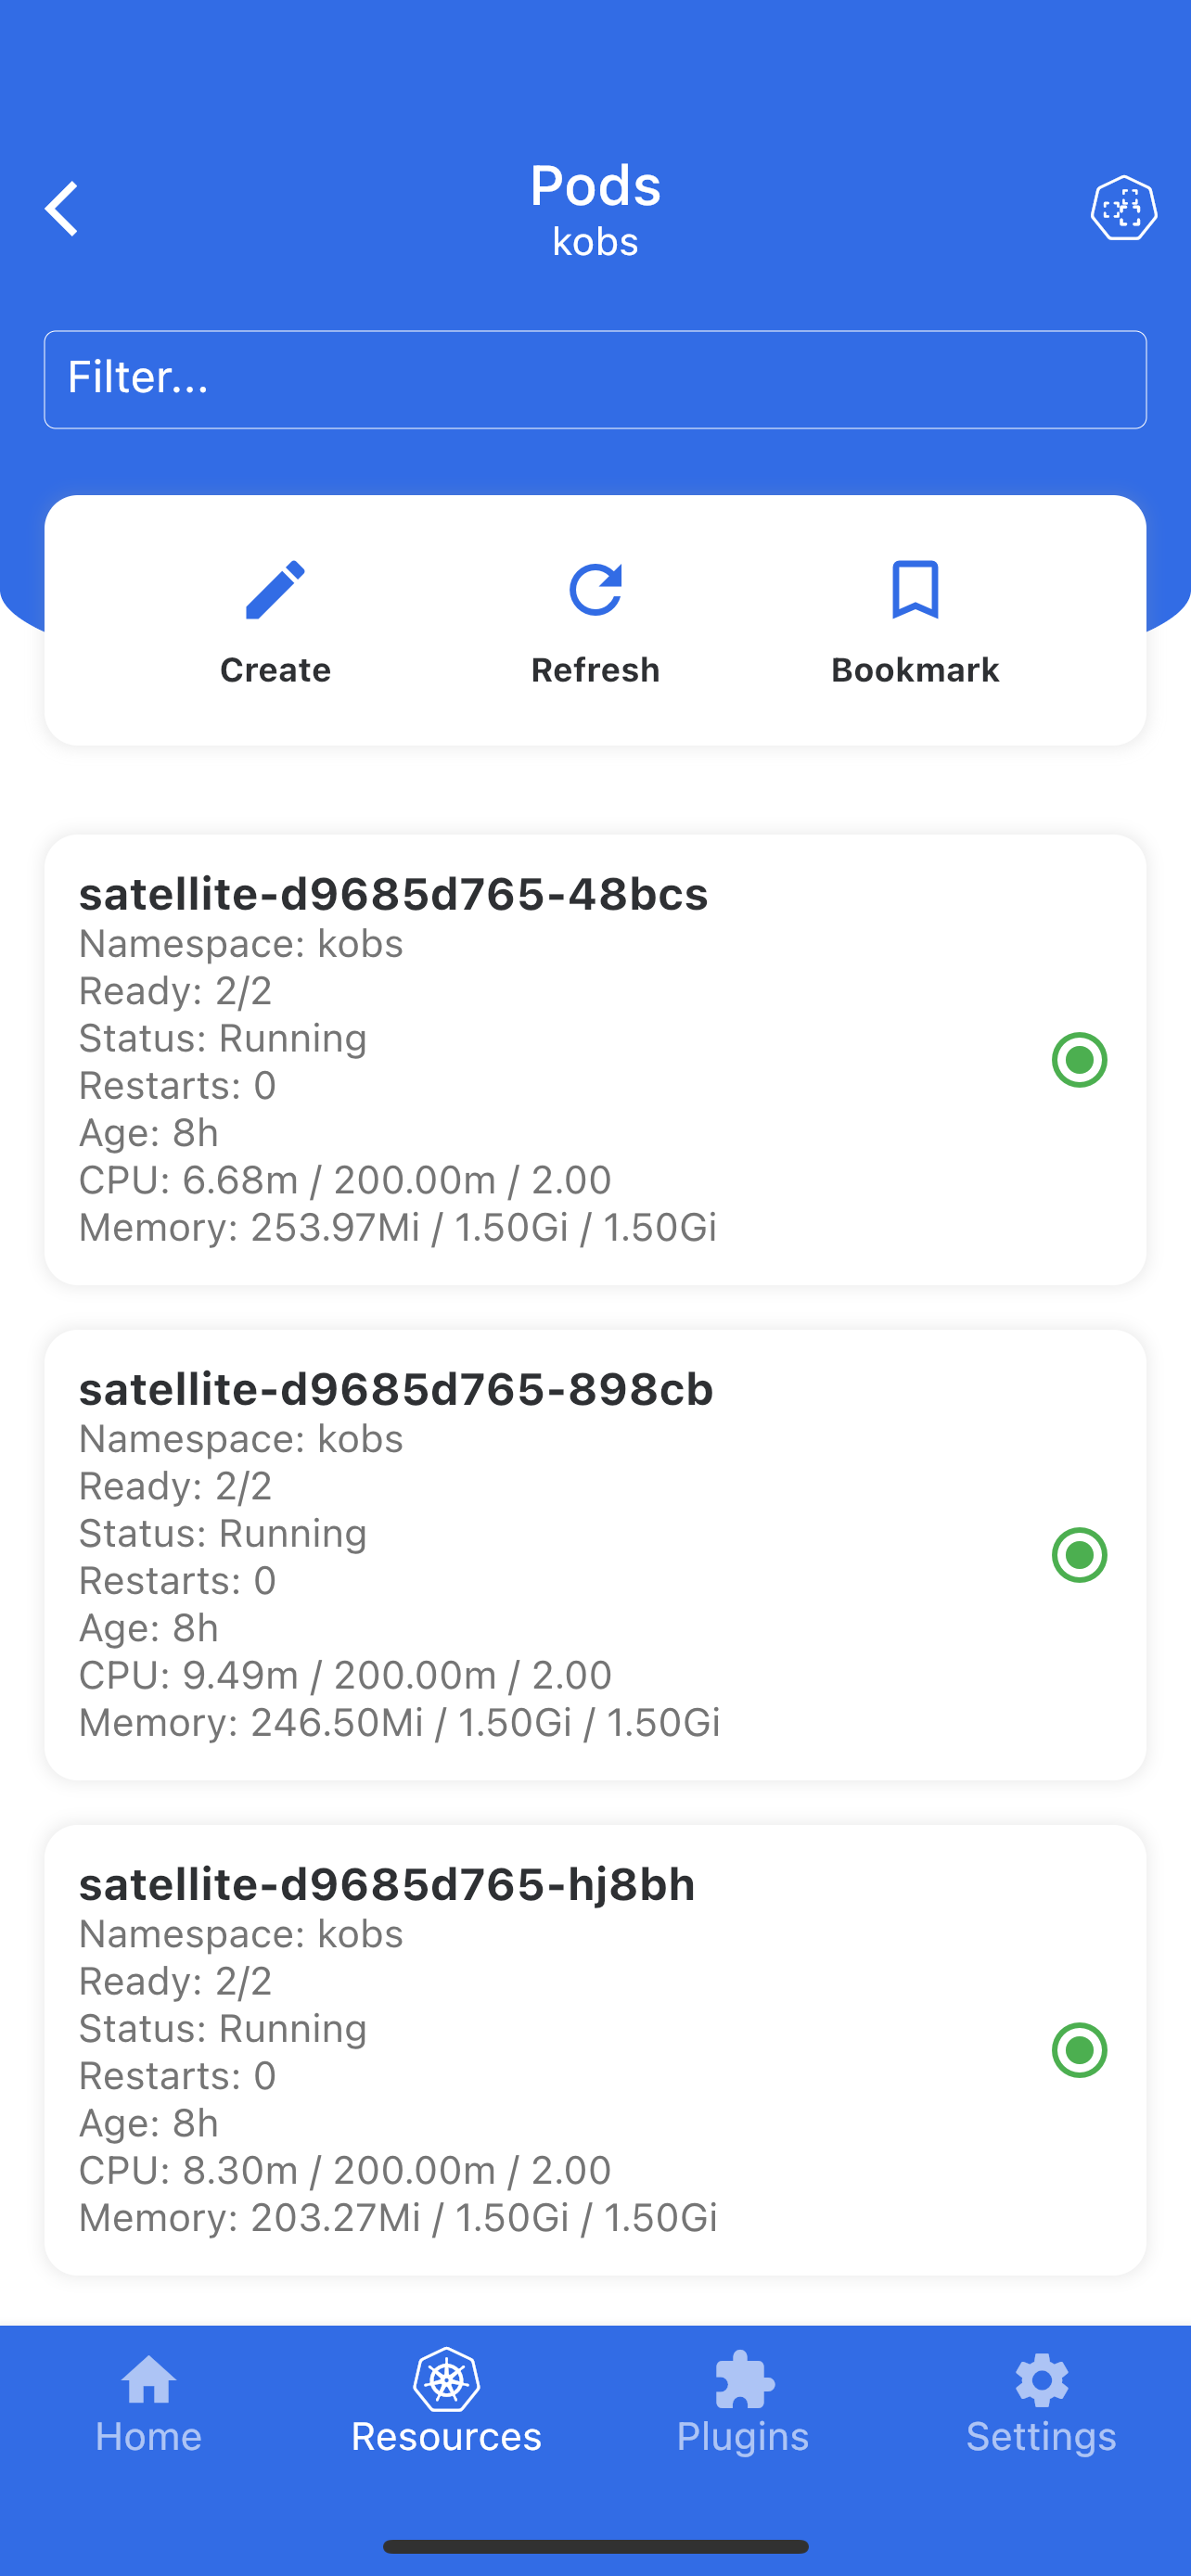 Pods
kobs
Filter...
Create
Refresh
Bookmark
satellite-d9685d765-48bcs
Namespace: kobs
Ready: 2/2
Status: Running
Restarts: 0
Age: 8h
CPU: 6.68m / 200.00m / 2.00
Memory: 253.97Mi / 1.50Gi / 1.50Gi
satellite-d9685d765-898cb
Namespace: kobs
Ready: 2/2
Status: Running
Restarts: 0
Age: 8h
CPU: 9.49m / 200.00m / 2.00
Memory: 246.50Mi / 1.50Gi / 1.50Gi
satellite-d9685d765-hj8bh
Namespace: kobs
Ready: 2/2
Status: Running
Restarts: 0
Age: 8h
CPU: 8.30m / 200.00m / 2.00
Memory: 203.27Mi / 1.50Gi / 1.50Gi
Home
Resources
Plugins
Settings